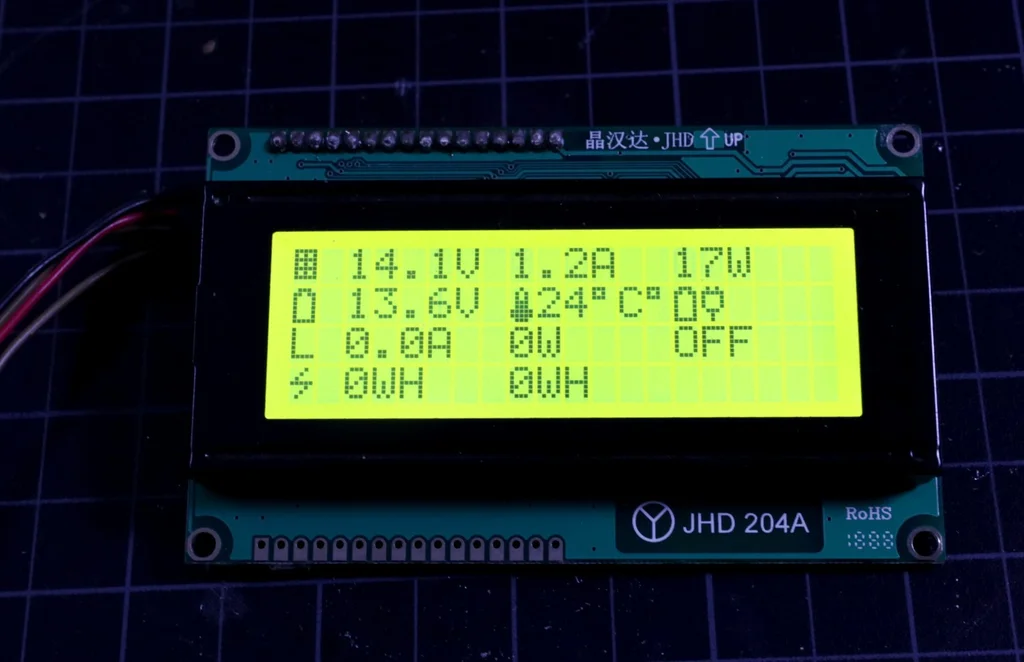 晶汉达•JHD ⇧ UP
14.1V 1.2A 17W
13.6V 24°C°
L 0.0A 0W OFF
⚡ 0WH 0WH
JHD 204A
RoHS